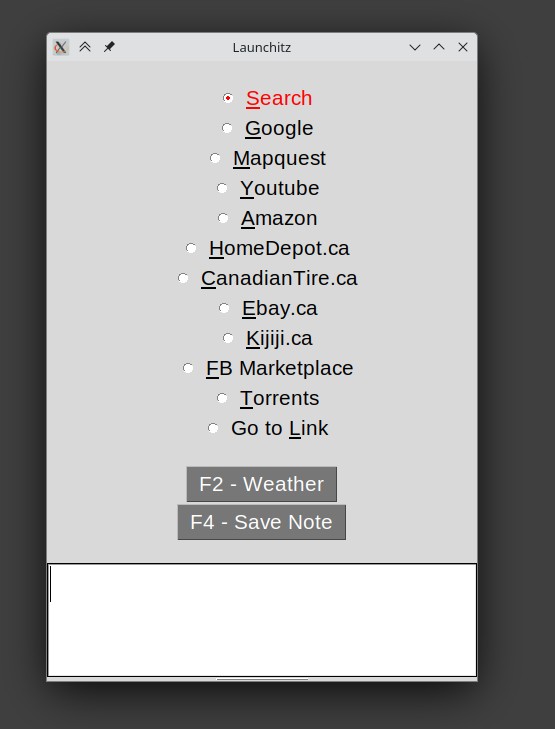 Launchitz
Search
Google
Mapquest
Youtube
Amazon
HomeDepot.ca
CanadianTire.ca
Ebay.ca
Kijiji.ca
FB Marketplace
Torrents
Go to Link
F2 - Weather
F4 - Save Note